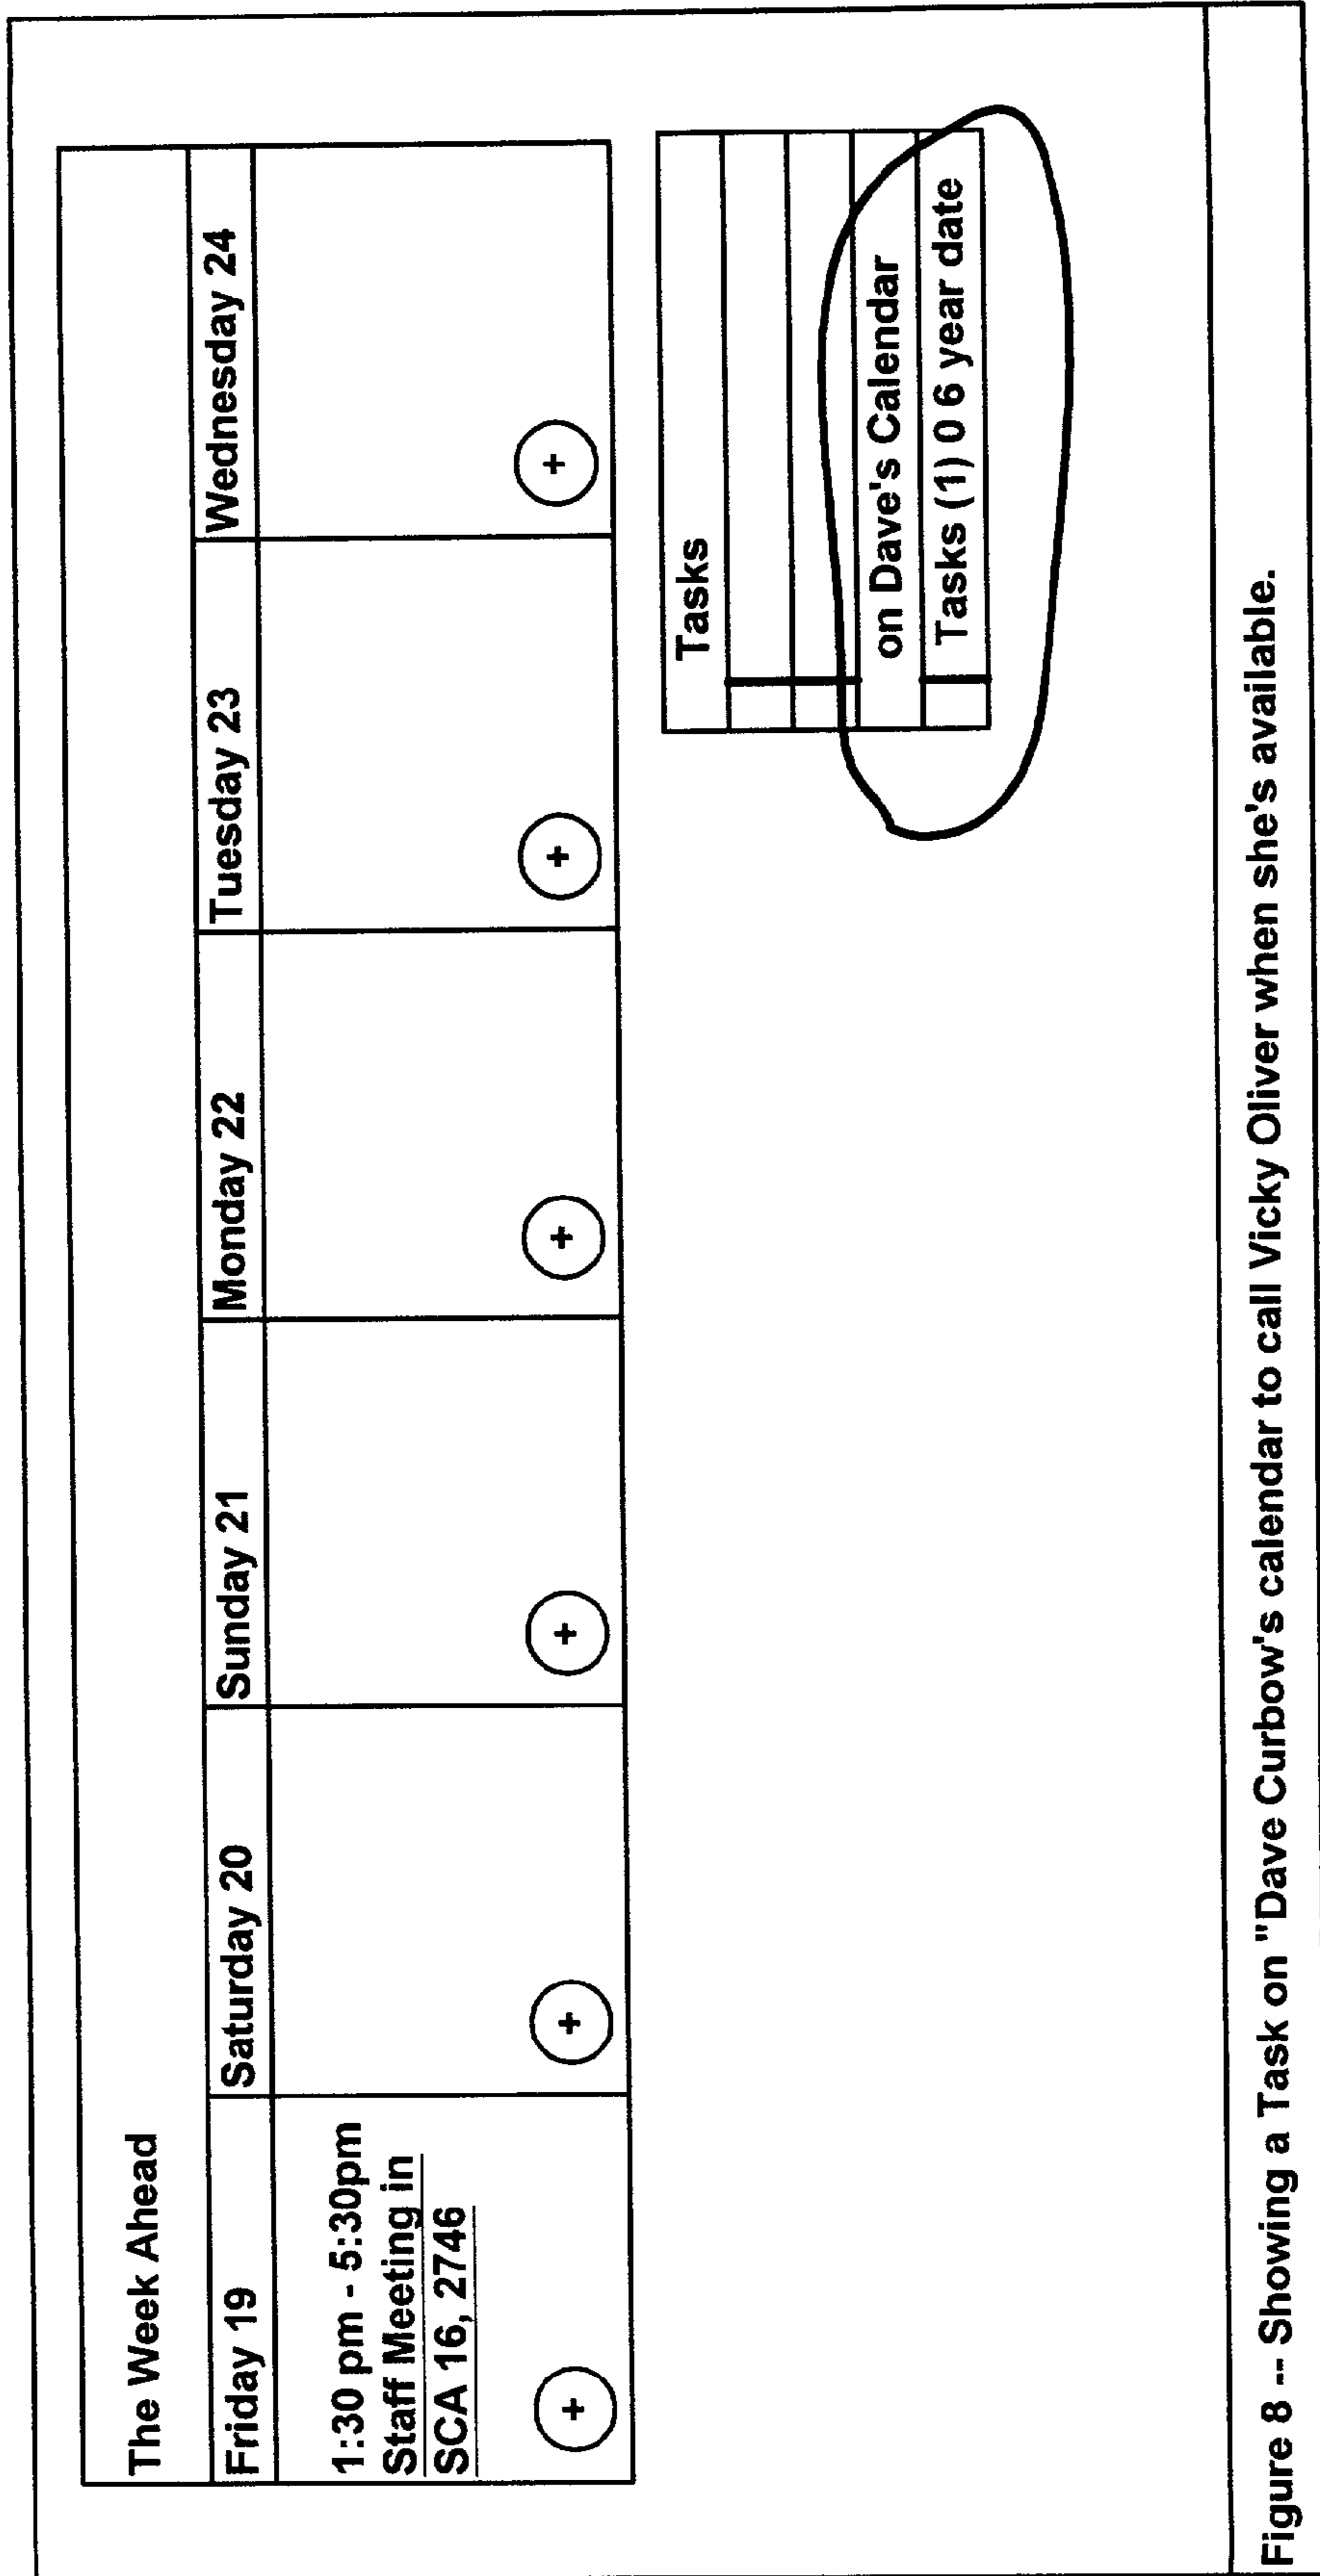 The Week Ahead
Friday 19
Saturday 20
Sunday 21
Monday 22
Tuesday 23
Wednesday 24
1:30 pm - 5:30pm
Staff Meeting in
SCA 16, 2746
+
+
+
+
+
+
Tasks
on Dave's Calendar
Tasks (1) 0 6 year date
Figure 8 -- Showing a Task on "Dave Curbow's calendar to call Vicky Oliver when she's available.